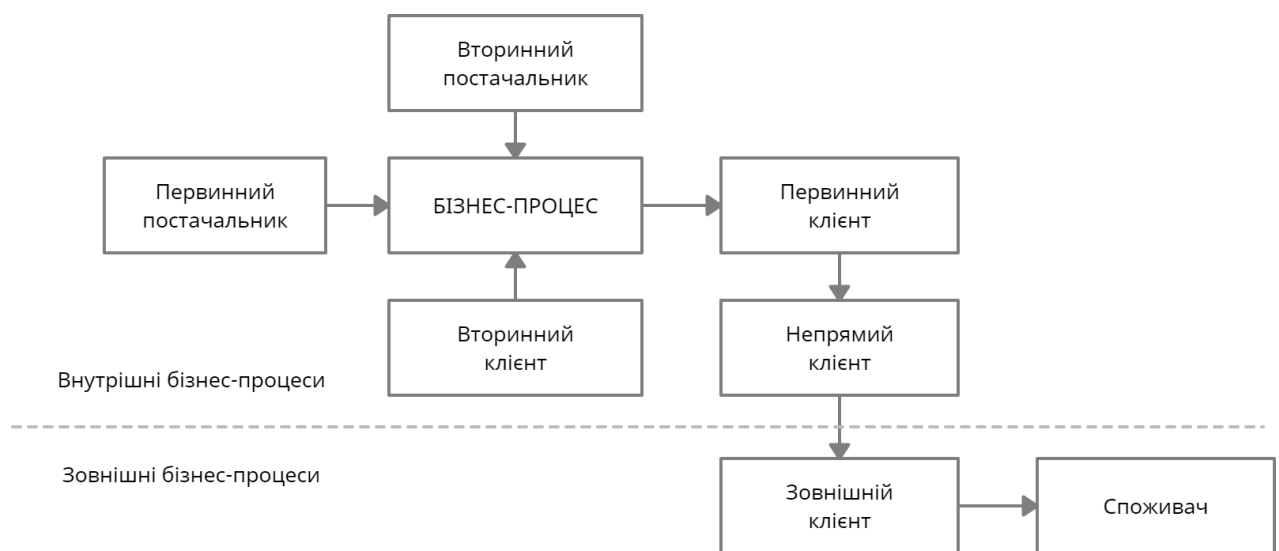 Вторинний
постачальник
Первинний
постачальник
БІЗНЕС-ПРОЦЕС
Первинний
клієнт
Вторинний
клієнт
Непрямий
клієнт
Внутрішні бізнес-процеси
Зовнішні бізнес-процеси
Зовнішній
клієнт
Споживач